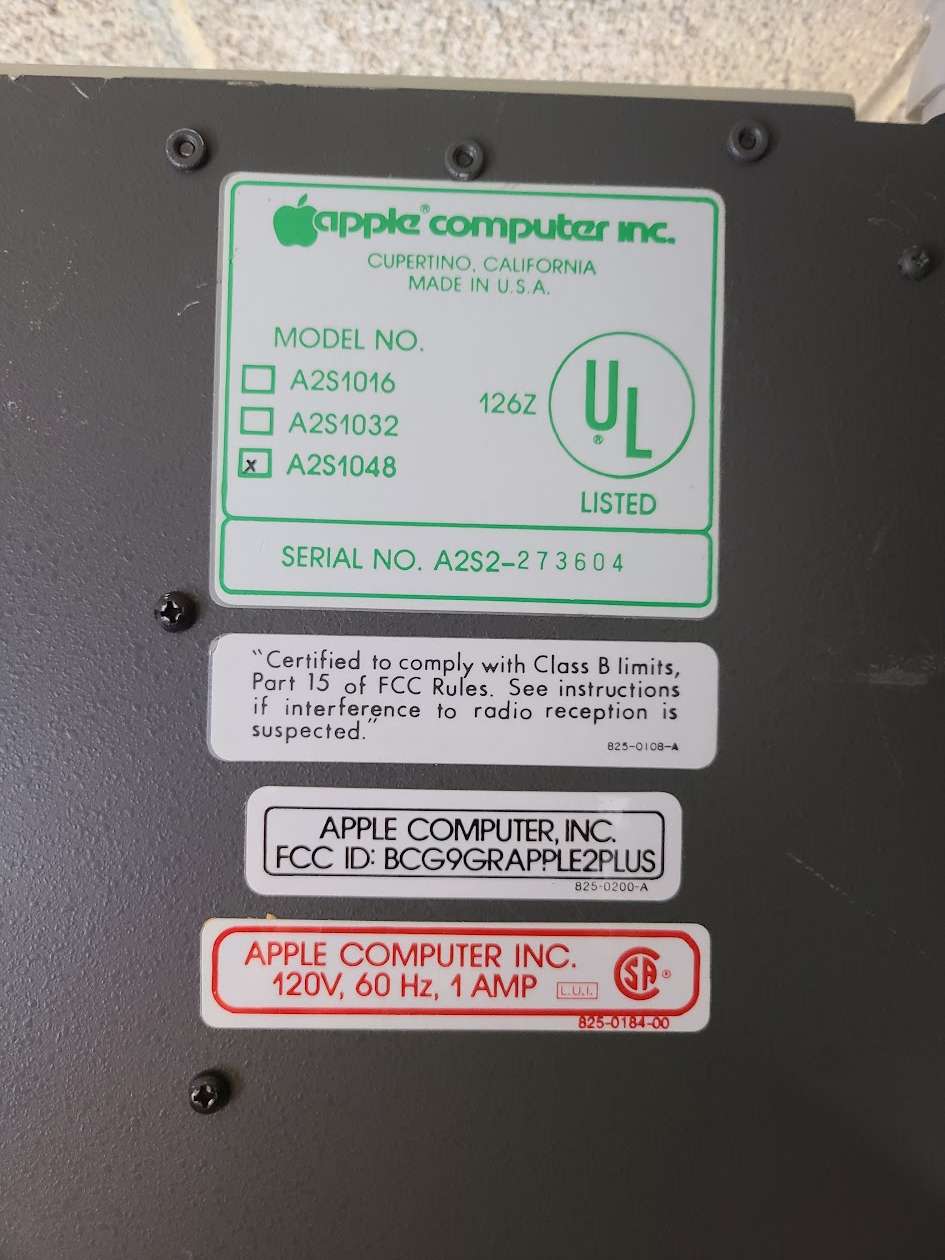 apple® computer inc.
CUPERTINO, CALIFORNIA
MADE IN U.S.A.
MODEL NO.
A2S1016
A2S1032
x A2S1048
126Z
UL®
LISTED
SERIAL NO. A2S2-273604
"Certified to comply with Class B limits,
Part 15 of FCC Rules. See instructions
if interference to radio reception is
suspected."
825-0108-A
APPLE COMPUTER, INC.
FCC ID: BCG9GRAPPLE2PLUS
825-0200-A
APPLE COMPUTER INC.
120V, 60 Hz, 1 AMP
L.U.I.
SA®
825-0184-00